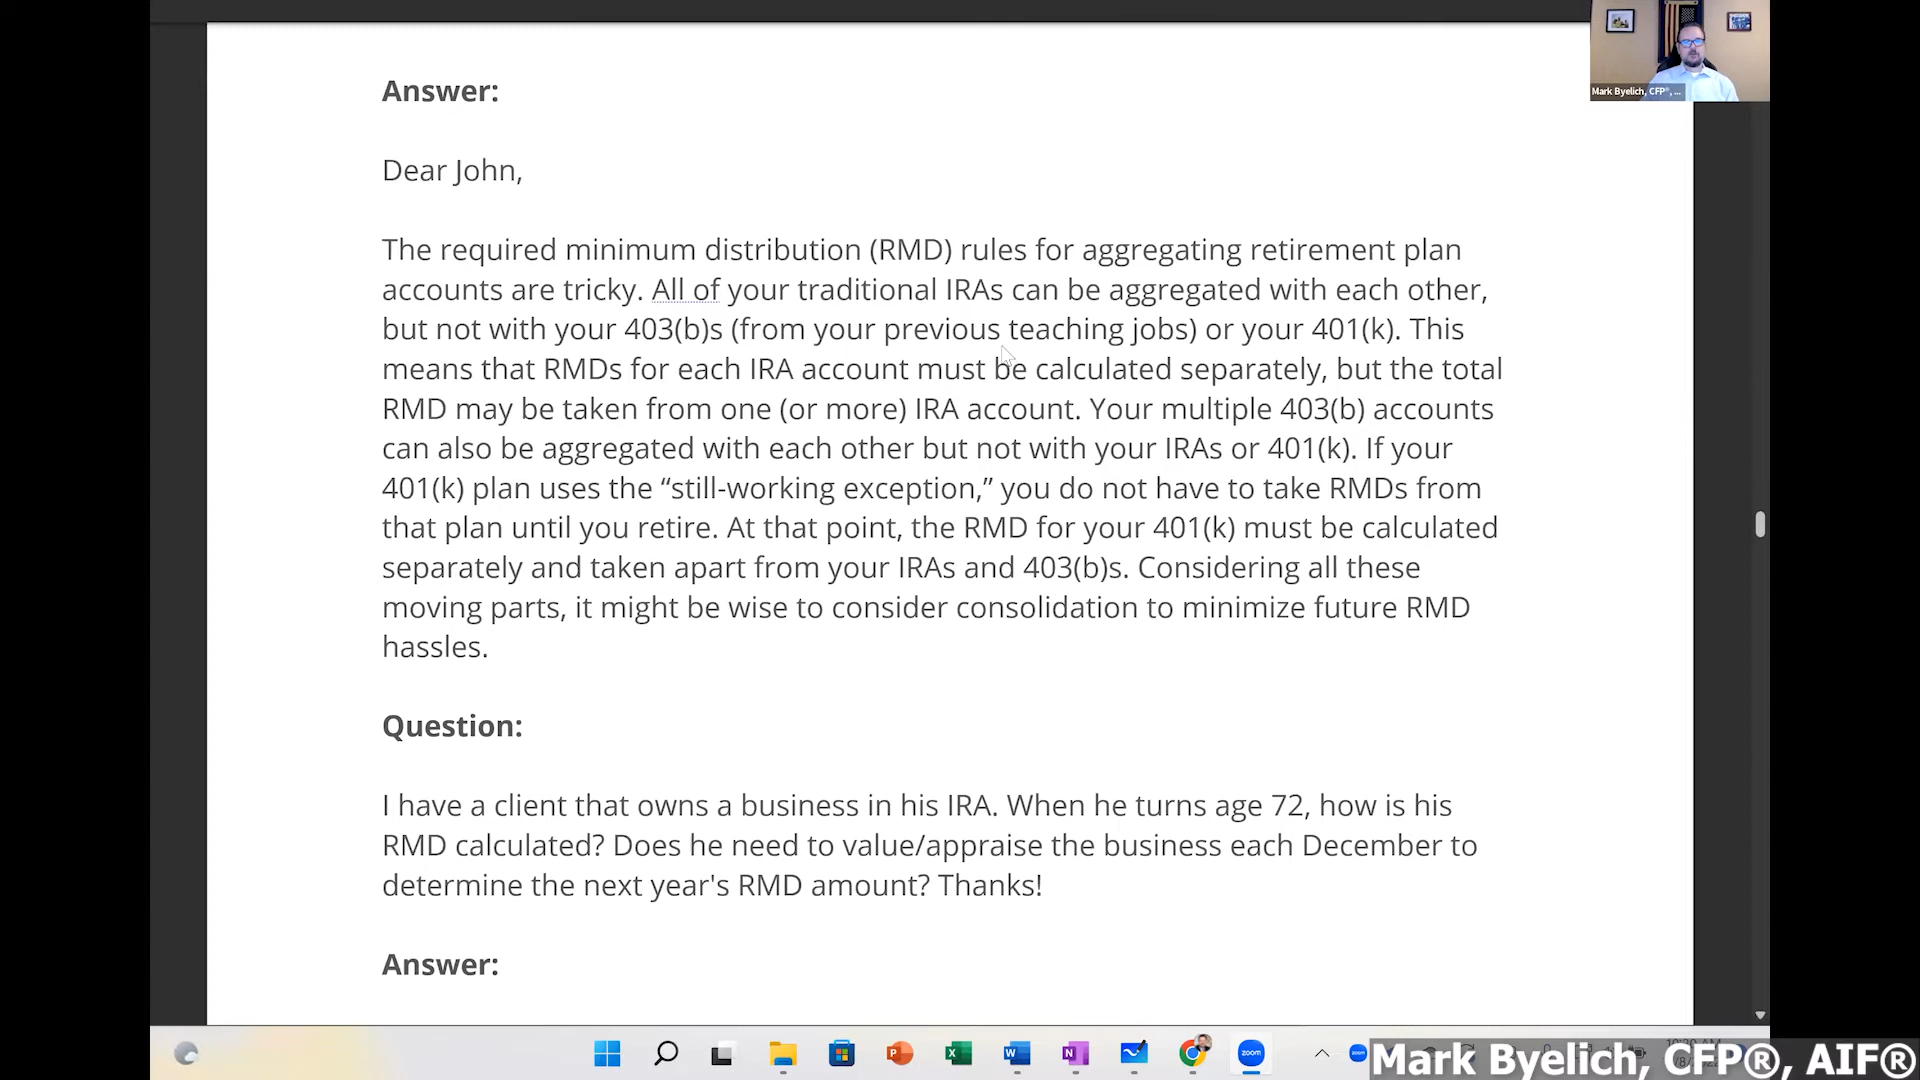 Answer:
Dear John,
The required minimum distribution (RMD) rules for aggregating retirement plan
accounts are tricky. All of your traditional IRAs can be aggregated with each other,
but not with your 403(b)s (from your previous teaching jobs) or your 401(k). This
means that RMDs for each IRA account must be calculated separately, but the total
RMD may be taken from one (or more) IRA account. Your multiple 403(b) accounts
can also be aggregated with each other but not with your IRAs or 401(k). If your
401(k) plan uses the “still-working exception,” you do not have to take RMDs from
that plan until you retire. At that point, the RMD for your 401(k) must be calculated
separately and taken apart from your IRAs and 403(b)s. Considering all these
moving parts, it might be wise to consider consolidation to minimize future RMD
hassles.
Question:
I have a client that owns a business in his IRA. When he turns age 72, how is his
RMD calculated? Does he need to value/appraise the business each December to
determine the next year's RMD amount? Thanks!
Answer:
Mark Byelich, CFP®, ...
zoom
zoom
Mark Byelich, CFP®, AIF®